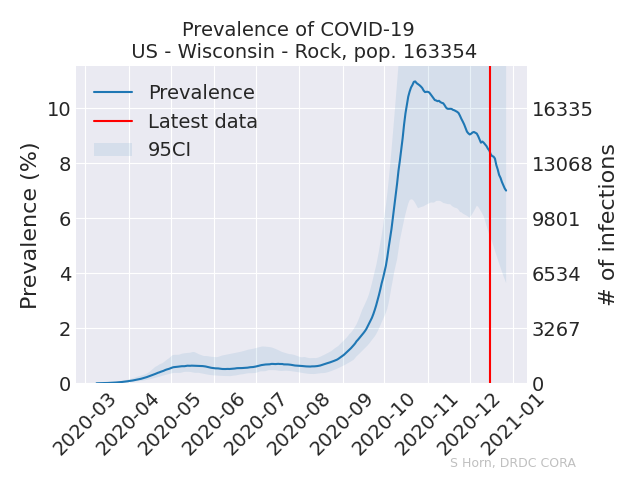 Prevalence of COVID-19
US - Wisconsin - Rock, pop. 163354
Prevalence
Latest data
95CI
Prevalence (%)
10
8
6
4
2
0
16335
13068
9801
6534
3267
0
# of infections
2020-03
2020-04
2020-05
2020-06
2020-07
2020-08
2020-09
2020-10
2020-11
2020-12
2021-01
S Horn, DRDC CORA